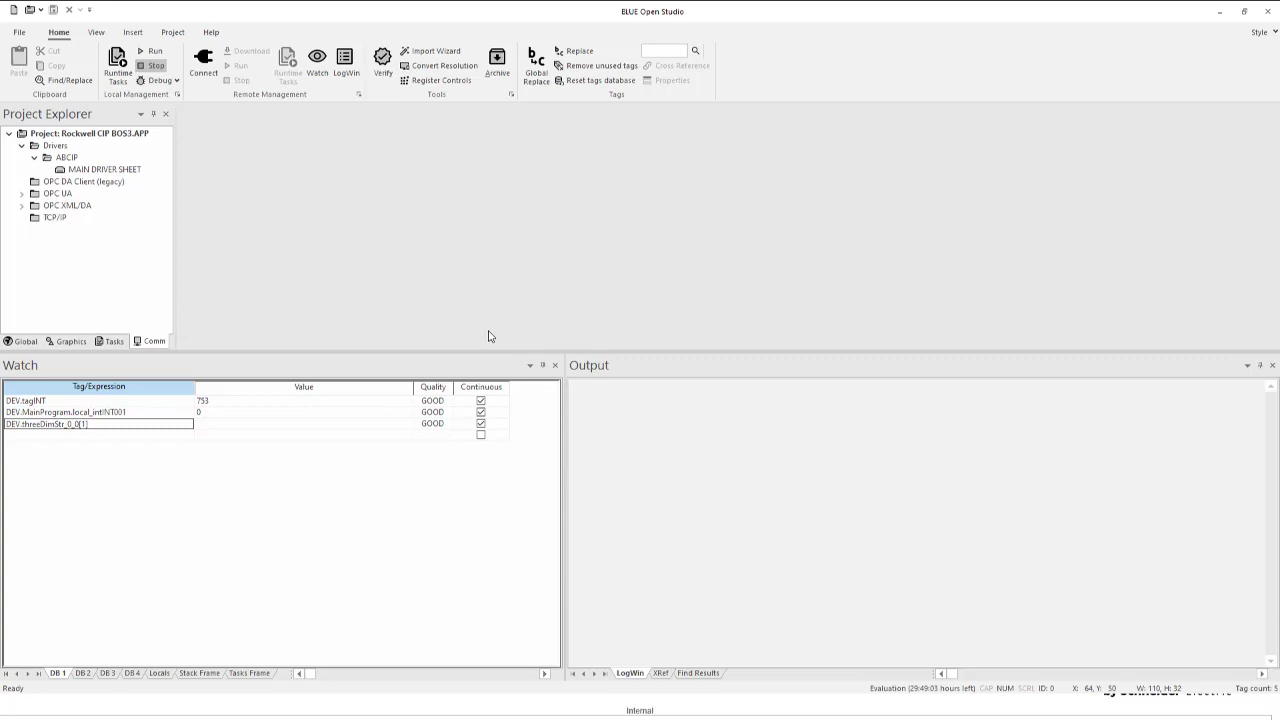 BLUE Open Studio
File Home View Insert Project Help Style
Paste Cut Copy Find/Replace Clipboard
Runtime Tasks Run Stop Debug Local Management
Connect Download Run Stop Runtime Tasks Watch LogWin Remote Management
Verify Import Wizard Convert Resolution Register Controls Archive Tools
Global Replace Replace Remove unused tags Reset tags database Cross Reference Properties Tags
Project Explorer
Project: Rockwell CIP BOS3.APP
Drivers
ABCIP
MAIN DRIVER SHEET
OPC DA Client (legacy)
OPC UA
OPC XML/DA
TCP/IP
Global Graphics Tasks Comm
Watch
Tag/Expression Value Quality Continuous
DEV.tagINT 753 GOOD
DEV.MainProgram.local_intINT001 0 GOOD
DEV.threeDimStr_0_0[1] GOOD
DB 1 DB 2 DB 3 DB 4 Locals Stack Frame Tasks Frame
Output
LogWin XRef Find Results
Ready Evaluation (29:49:03 hours left) CAP NUM SCRL ID: 0 X: 64, Y: 50 W: 110, H: 32 Tag count: 5
Internal